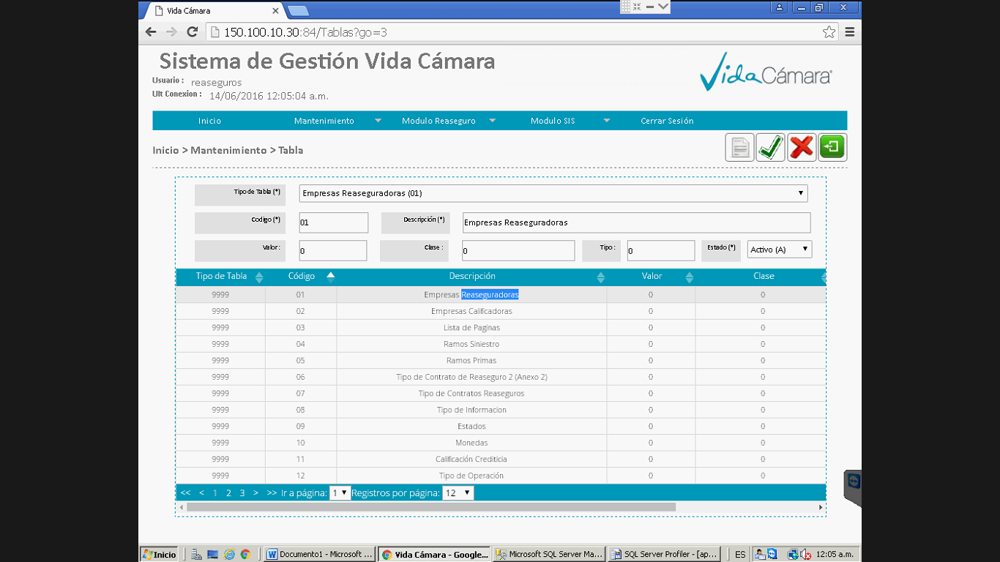 Vida Cámara
150.100.10.30:84/Tablas?go=3
Sistema de Gestión Vida Cámara
Usuario : reaseguros
Ult Conexion : 14/06/2016 12:05:04 a.m.
Vida Cámara
Inicio Mantenimiento Modulo Reaseguro Modulo SIS Cerrar Sesión
Inicio > Mantenimiento > Tabla
Tipo de Tabla (*) Empresas Reaseguradoras (01)
Codigo (*) 01 Descripción (*) Empresas Reaseguradoras
Valor : 0 Clase : 0 Tipo : 0 Estado (*) Activo (A)
Tipo de Tabla Código Descripción Valor Clase
9999 01 Empresas Reaseguradoras 0 0
9999 02 Empresas Calificadoras 0 0
9999 03 Lista de Paginas 0 0
9999 04 Ramos Siniestro 0 0
9999 05 Ramos Primas 0 0
9999 06 Tipo de Contrato de Reaseguro 2 (Anexo 2) 0 0
9999 07 Tipo de Contratos Reaseguros 0 0
9999 08 Tipo de Informacion 0 0
9999 09 Estados 0 0
9999 10 Monedas 0 0
9999 11 Calificación Crediticia 0 0
9999 12 Tipo de Operación 0 0
<< < 1 2 3 > >> Ir a página: 1 Registros por página: 12
Inicio Documento1 - Microsoft ... Vida Cámara - Google... Microsoft SQL Server Ma... SQL Server Profiler - [ap... ES 12:05 a.m.